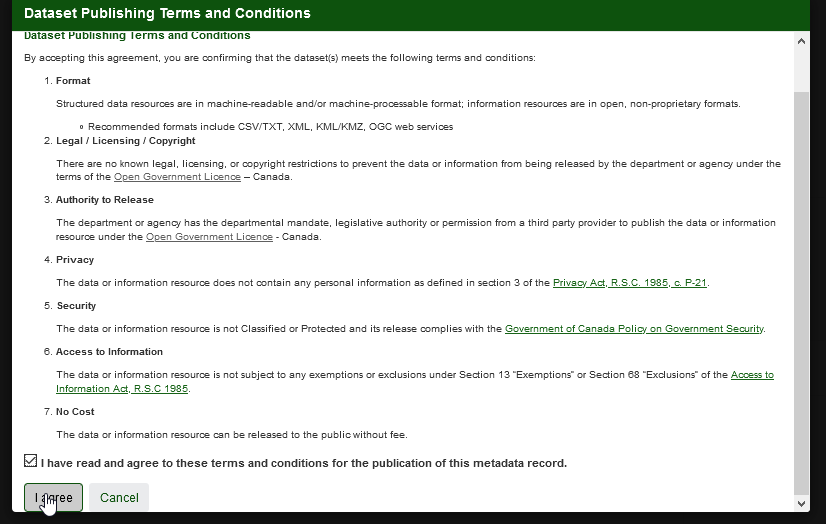 Dataset Publishing Terms and Conditions
Dataset Publishing Terms and Conditions
By accepting this agreement, you are confirming that the dataset(s) meets the following terms and conditions:
1. Format
Structured data resources are in machine-readable and/or machine-processable format; information resources are in open, non-proprietary formats.
Recommended formats include CSV/TXT, XML, KML/KMZ, OGC web services
2. Legal / Licensing / Copyright
There are no known legal, licensing, or copyright restrictions to prevent the data or information from being released by the department or agency under the
terms of the Open Government Licence – Canada.
3. Authority to Release
The department or agency has the departmental mandate, legislative authority or permission from a third party provider to publish the data or information
resource under the Open Government Licence - Canada.
4. Privacy
The data or information resource does not contain any personal information as defined in section 3 of the Privacy Act, R.S.C. 1985, c. P-21.
5. Security
The data or information resource is not Classified or Protected and its release complies with the Government of Canada Policy on Government Security.
6. Access to Information
The data or information resource is not subject to any exemptions or exclusions under Section 13 "Exemptions" or Section 68 "Exclusions" of the Access to
Information Act, R.S.C 1985.
7. No Cost
The data or information resource can be released to the public without fee.
I have read and agree to these terms and conditions for the publication of this metadata record.
I agree Cancel